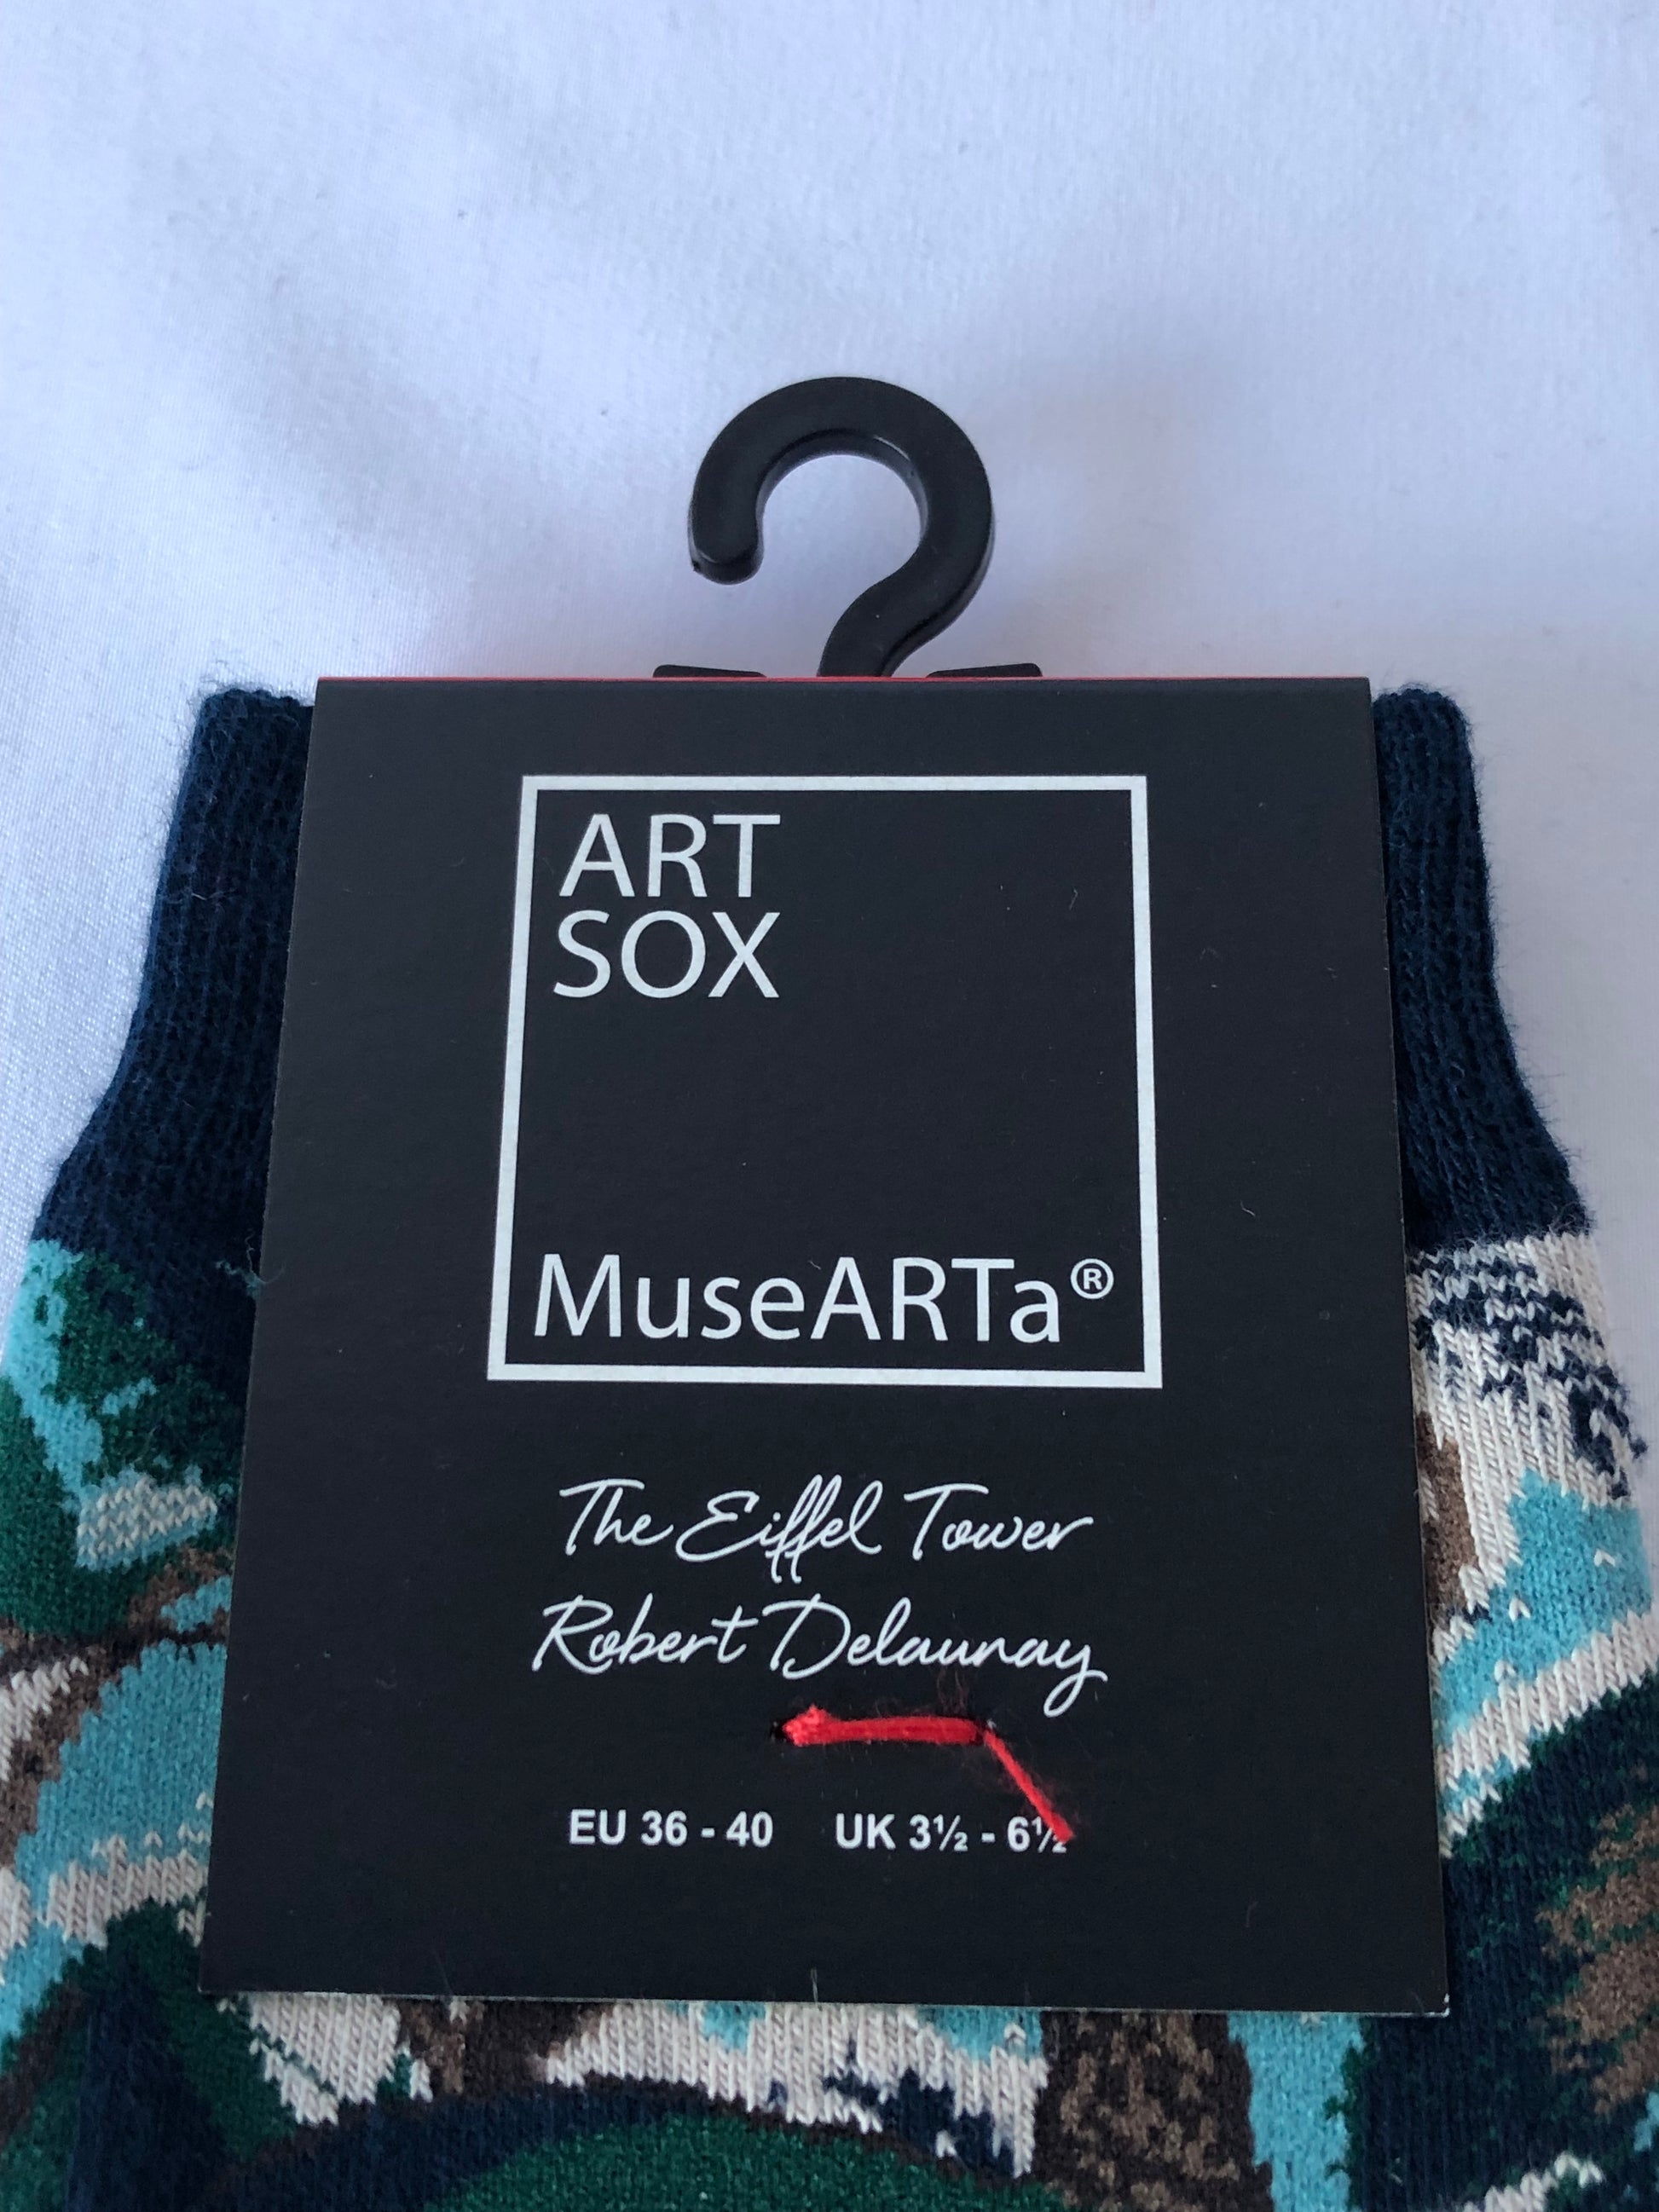 ART
SOX
MuseARTa®
The Eiffel Tower
Robert Delaunay
EU 36 - 40 UK 3½ - 6½